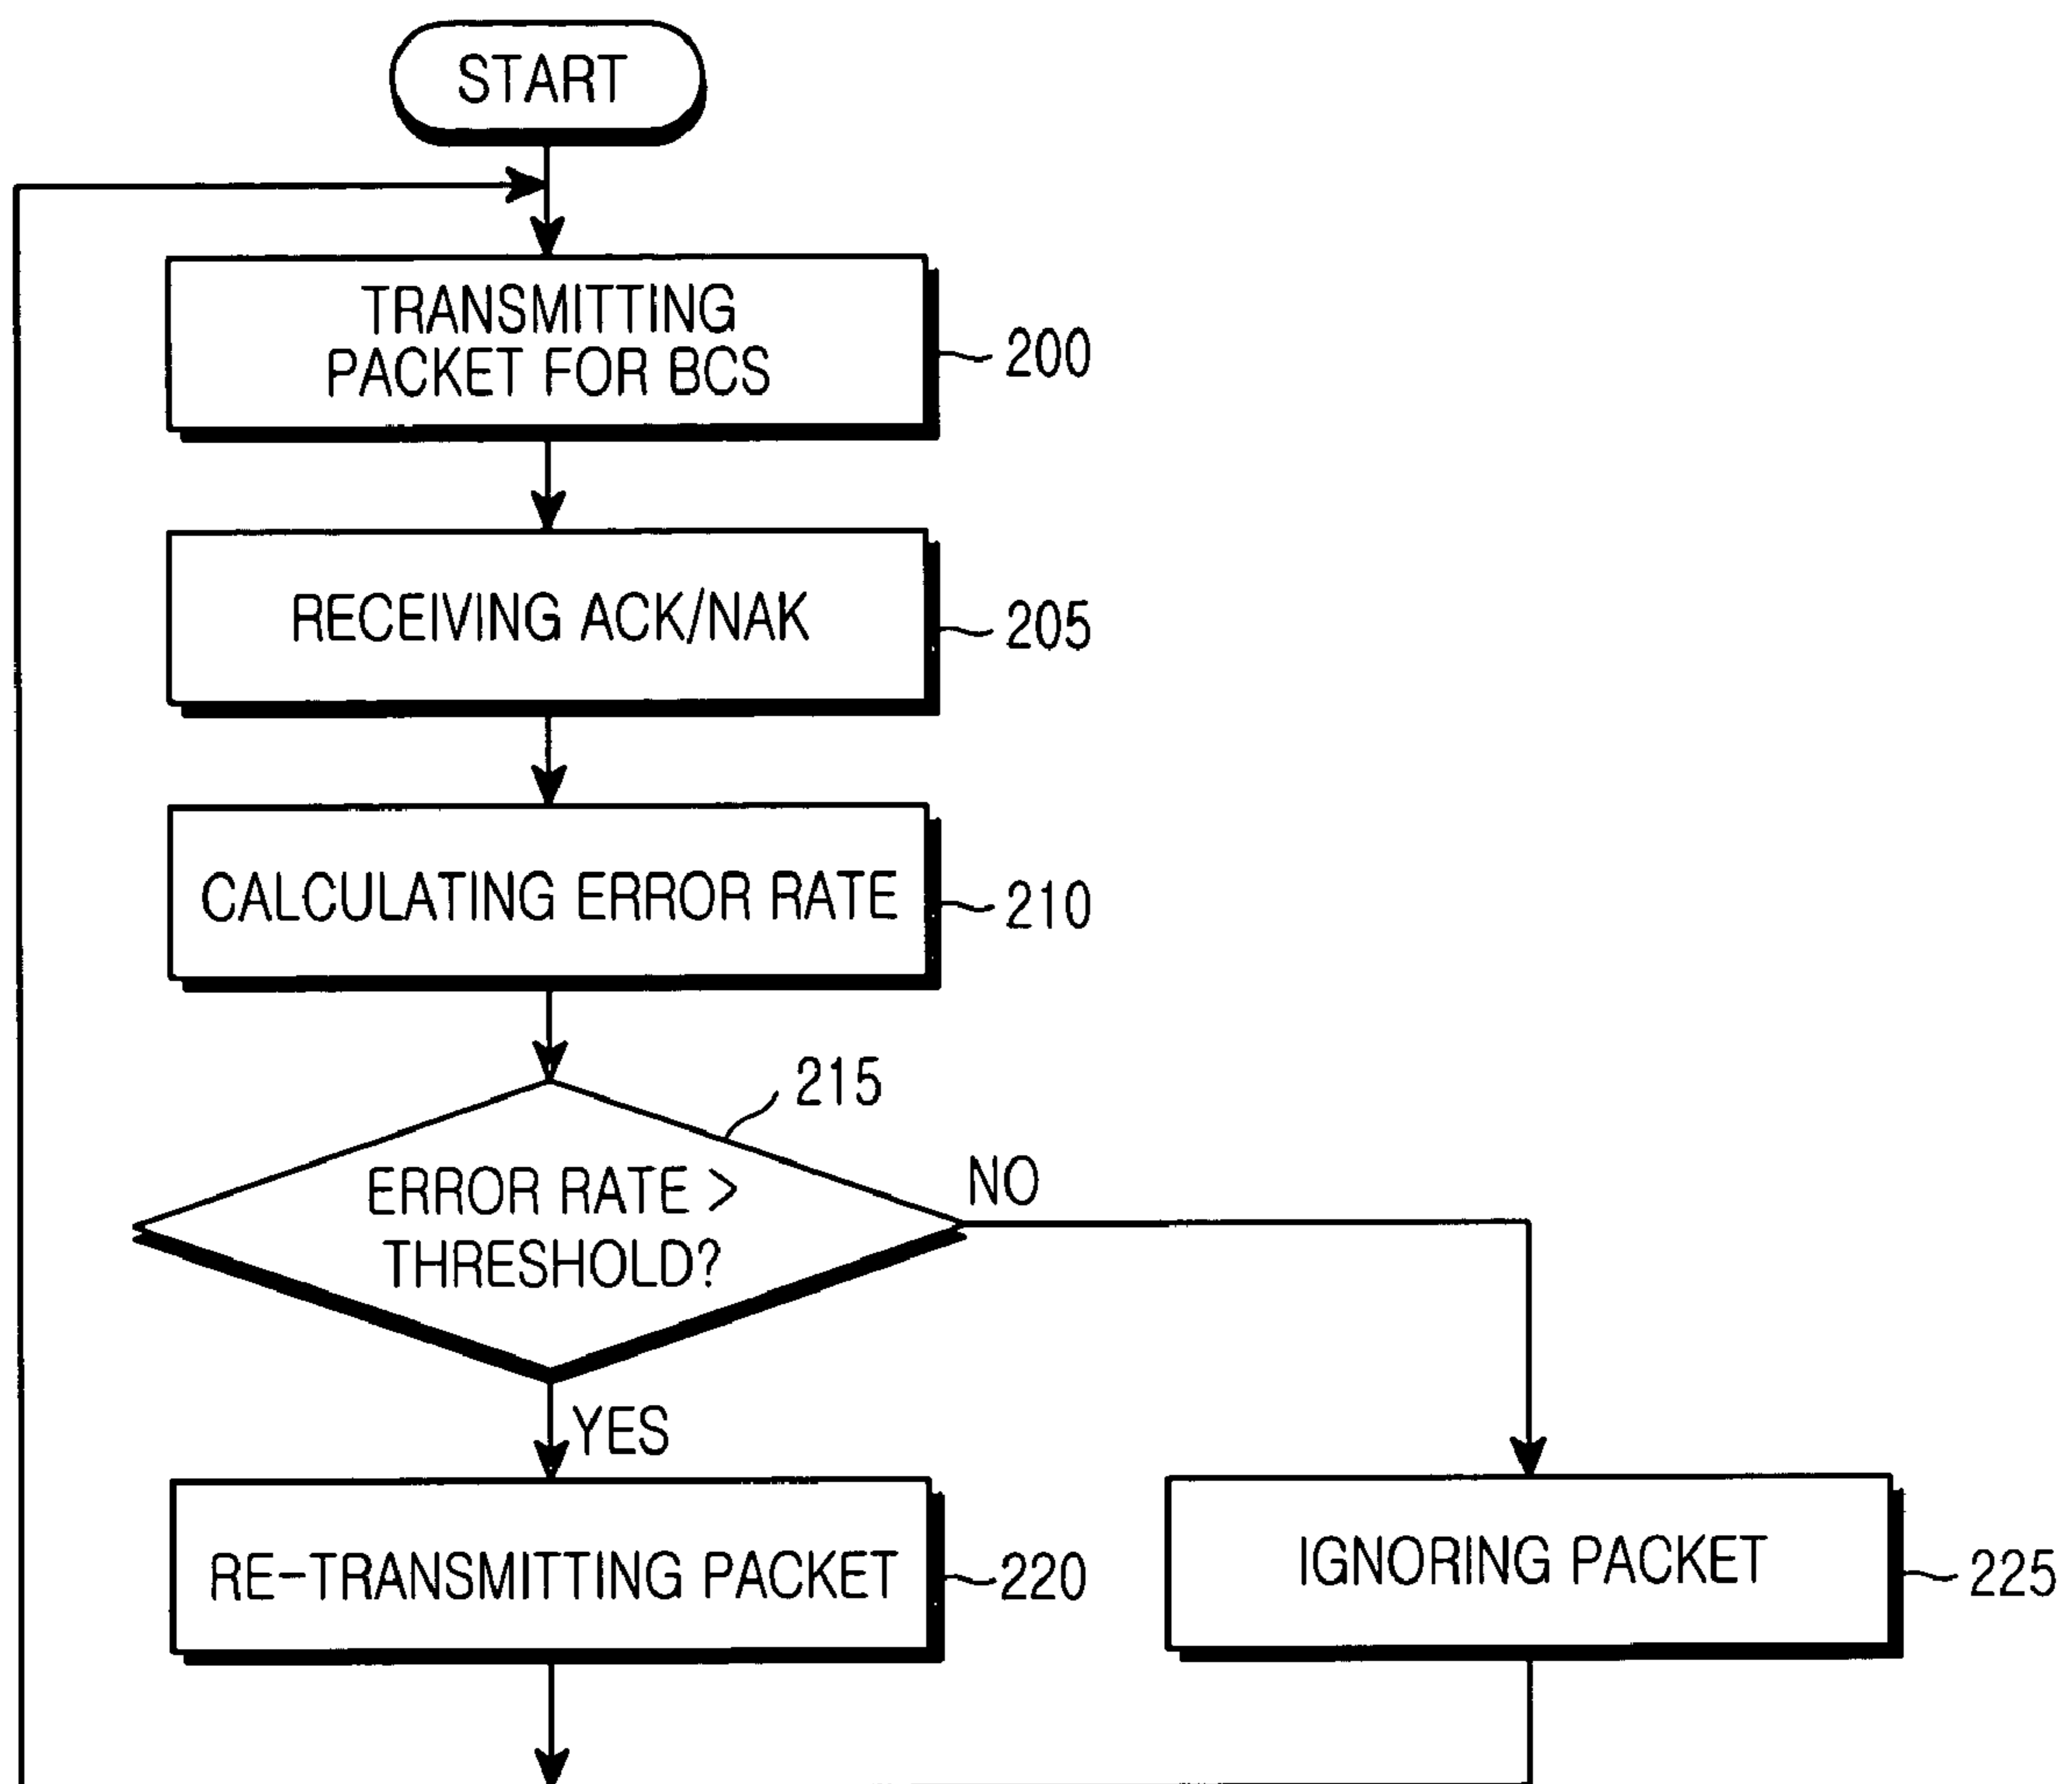 START
TRANSMITTING
PACKET FOR BCS
200
RECEIVING ACK/NAK
205
CALCULATING ERROR RATE
210
215
ERROR RATE >
THRESHOLD?
NO
YES
RE-TRANSMITTING PACKET
220
IGNORING PACKET
225